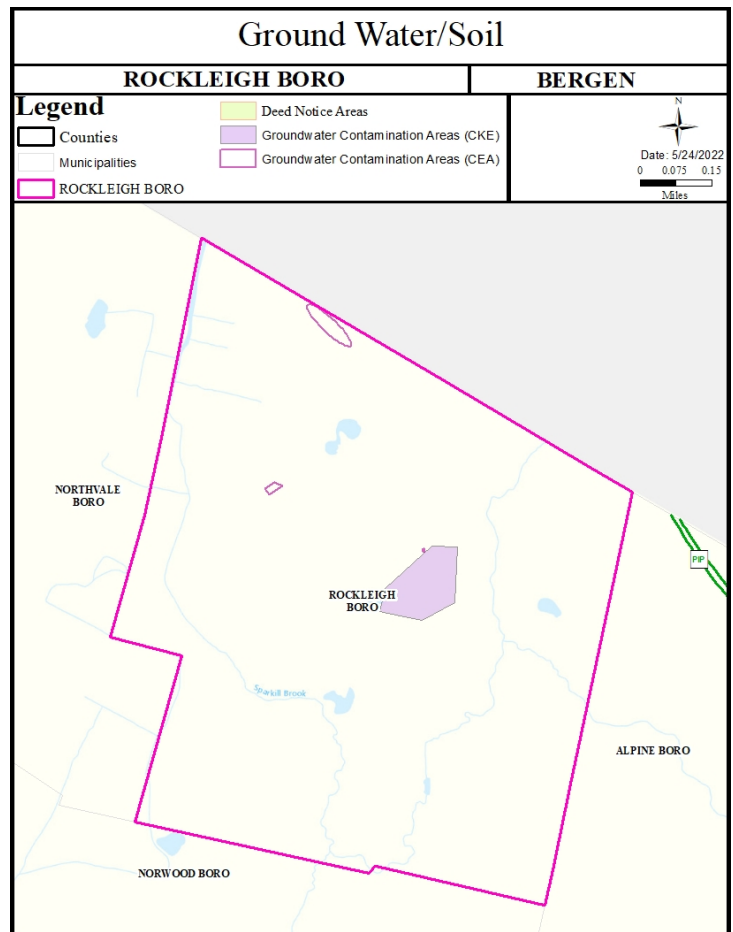 Ground Water/Soil
ROCKLEIGH BORO
BERGEN
Legend
Counties
Municipalities
ROCKLEIGH BORO
Deed Notice Areas
Groundwater Contamination Areas (CKE)
Groundwater Contamination Areas (CEA)
N
Date: 5/24/2022
0 0.075 0.15
Miles
NORTHVALE
BORO
PIP
ROCKLEIGH
BORO
Sparkill Brook
ALPINE BORO
NORWOOD BORO